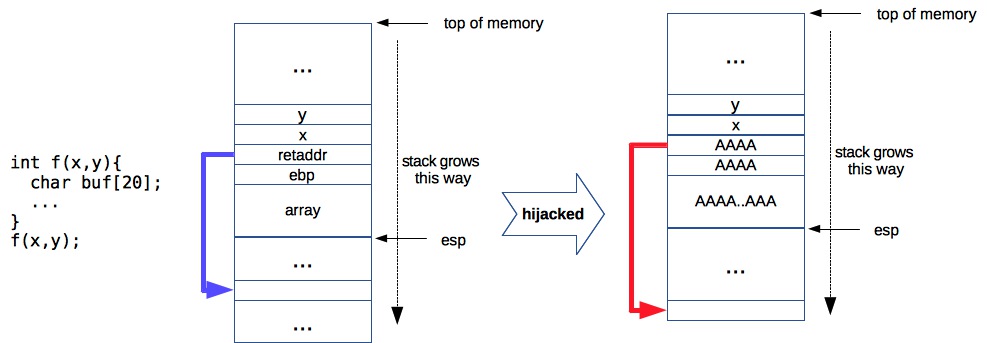 int f(x,y){
  char buf[20];
  ...
}
f(x,y);
top of memory
...
y
x
retaddr
ebp
array
stack grows
this way
esp
...
...
hijacked
top of memory
...
y
x
AAAA
AAAA
AAAA..AAA
stack grows
this way
esp
...